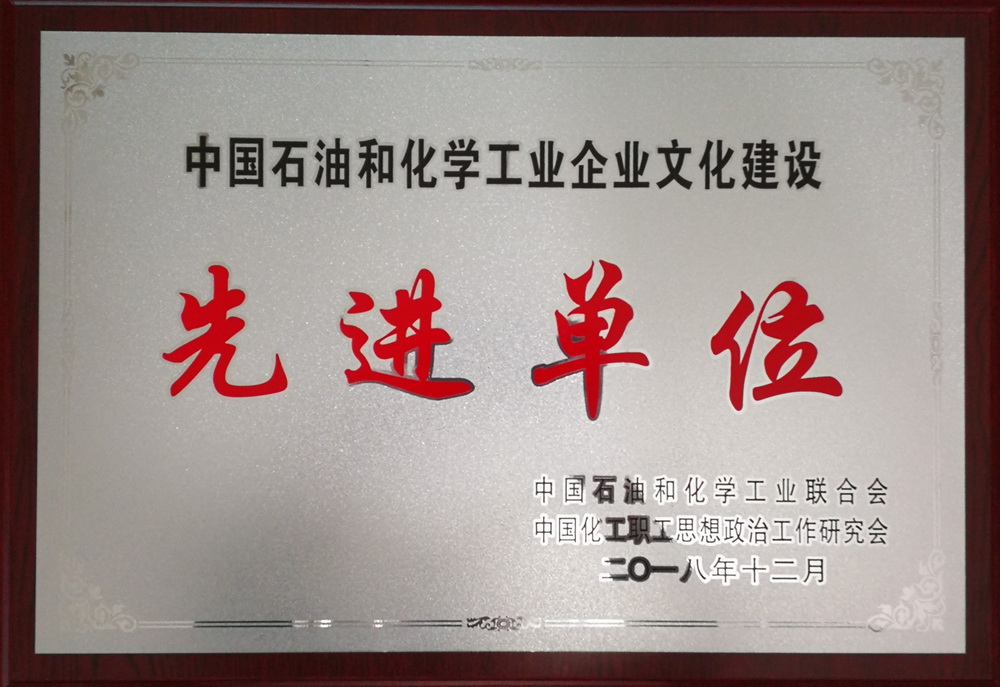 中国石油和化学工业企业文化建设
先进单位
中国石油和化学工业联合会
中国化工职工思想政治工作研究会
二〇一八年十二月